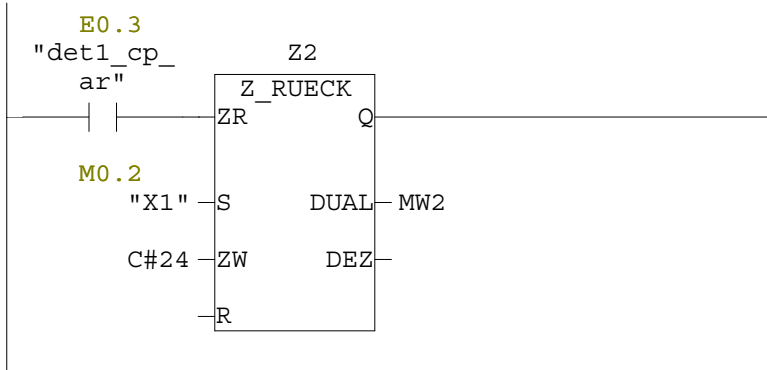 E0.3
"det1_cp_
ar"
Z2
Z_RUECK
ZR
Q
M0.2
"X1"
S
DUAL
MW2
C#24
ZW
DEZ
R